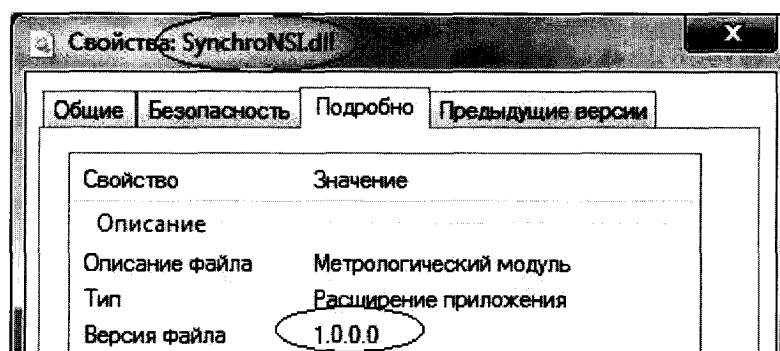 Свойства: SynchroNSI.dll
X
Общие Безопасность Подробно Предыдущие версии
Свойство Значение
Описание
Описание файла Метрологический модуль
Тип Расширение приложения
Версия файла 1.0.0.0